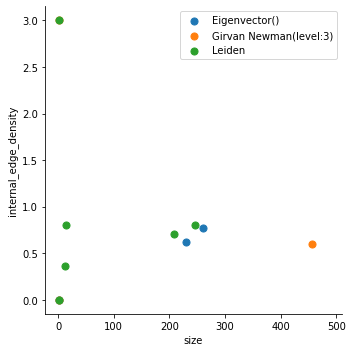 Eigenvector()
Girvan Newman(level:3)
Leiden
internal_edge_density
3.0
2.5
2.0
1.5
1.0
0.5
0.0
0
100
200
300
400
500
size